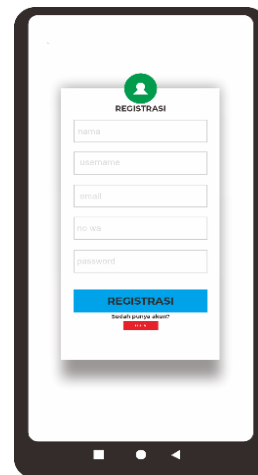 REGISTRASI
nama
username
email
no wa
password
REGISTRASI
Sudah punya akun?